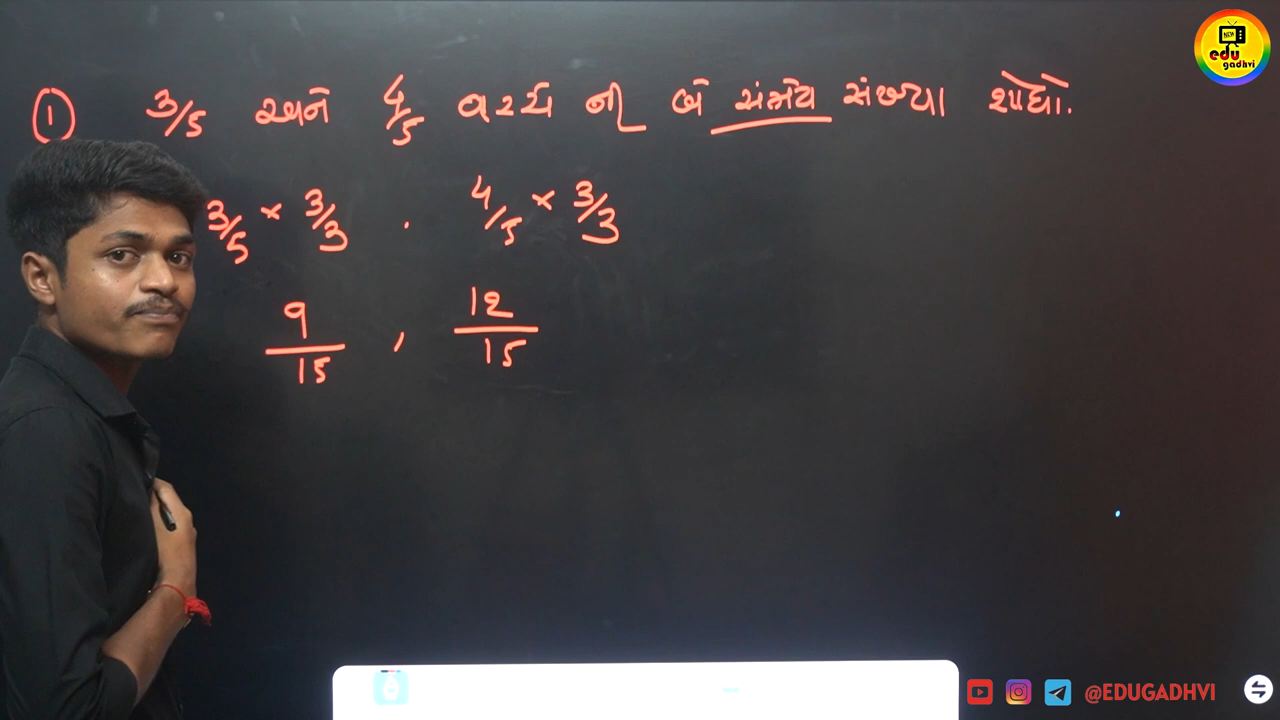 ① 3/5 અને 4/5 વચ્ચે ની બે સંમેય સંખ્યા શોધો.
3/5 × 3/3 . 4/5 × 3/3
9/15 , 12/15
NEW
edu
gadhvi
@EDUGADHVI